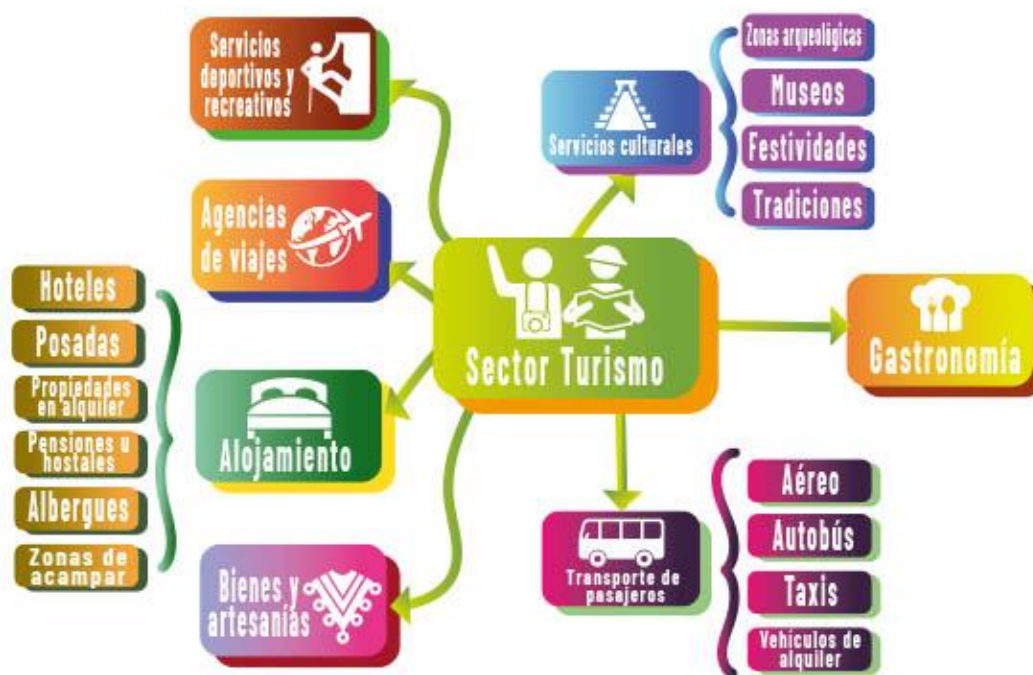 Servicios
deportivos y
recreativos
Agencias
de viajes
Hoteles
Posadas
Propiedades
en alquiler
Pensiones u
hostales
Albergues
Zonas de
acampar
Alojamiento
Bienes y
artesanías
Sector Turismo
Servicios culturales
Zonas arqueológicas
Museos
Festividades
Tradiciones
Gastronomía
Transporte de
pasajeros
Aéreo
Autobús
Taxis
Vehículos de
alquiler